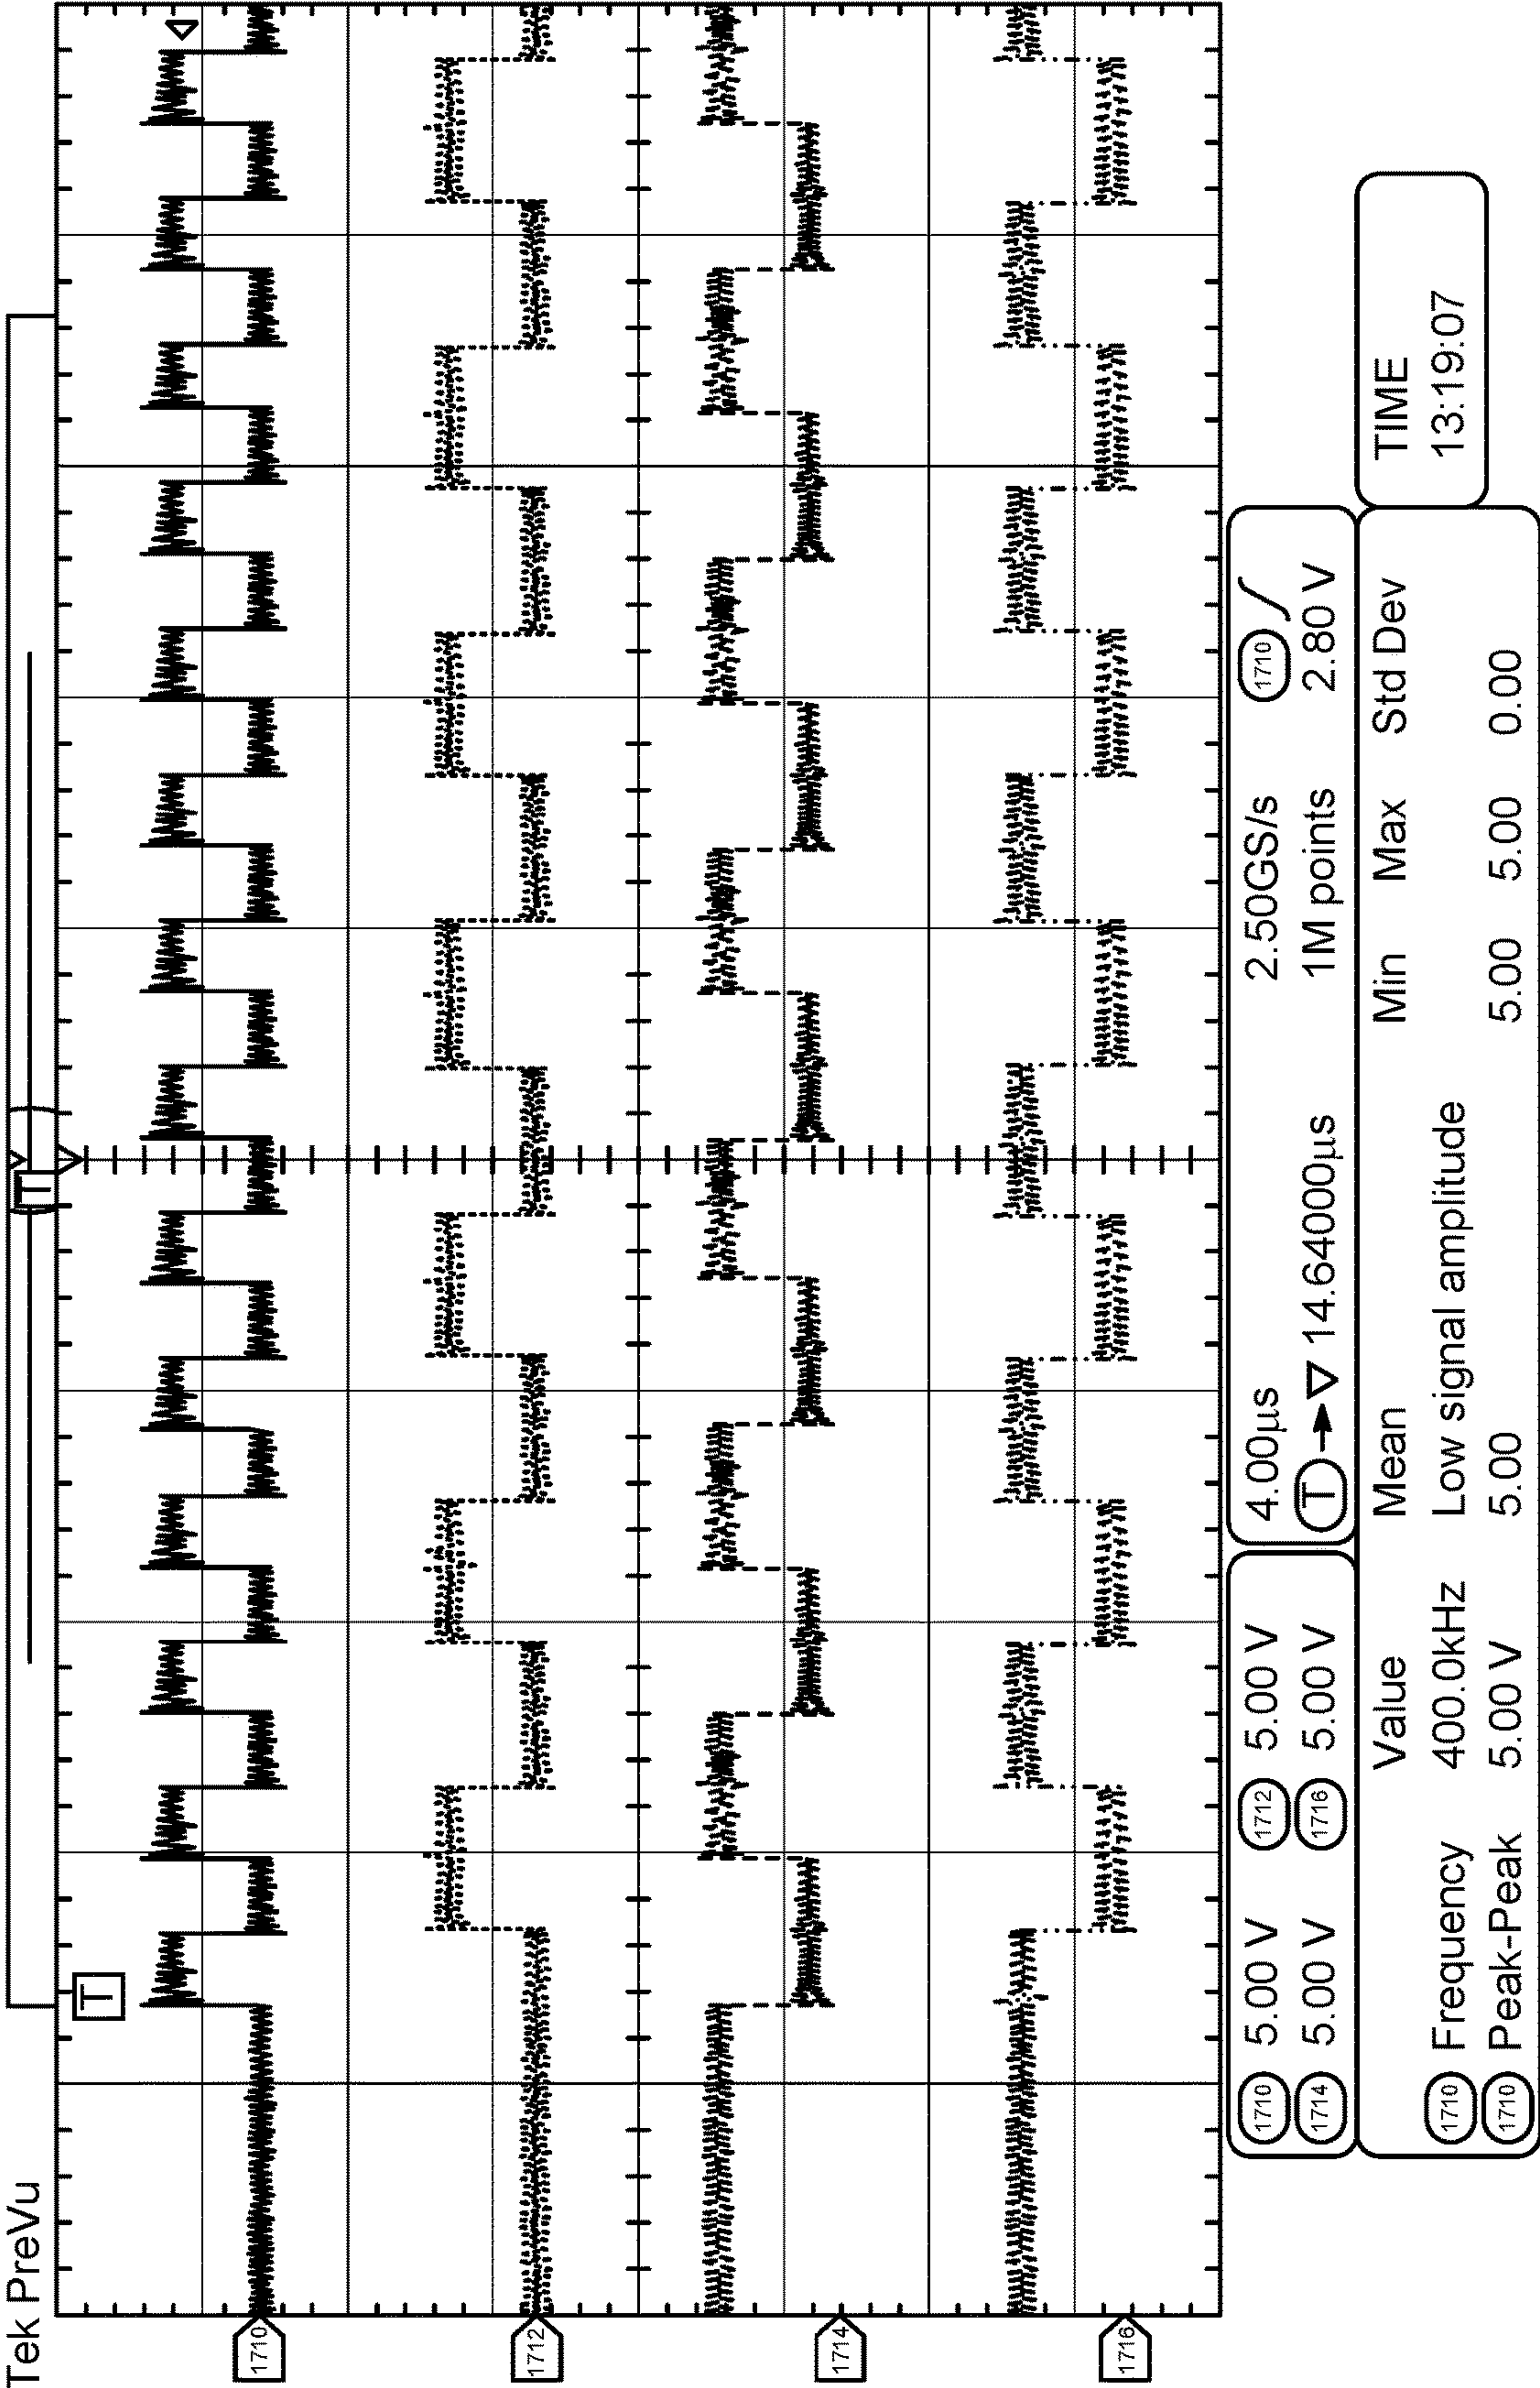 Tek PreVu
T
T
1710
1712
1714
1716
1710 5.00 V 1712 5.00 V
1714 5.00 V 1716 5.00 V
4.00µs 2.50GS/s 1710
T 14.64000µs 1M points 2.80 V
Value Mean Min Max Std Dev
1710 Frequency 400.0kHz Low signal amplitude
1710 Peak-Peak 5.00 V 5.00 5.00 5.00 0.00
TIME
13:19:07